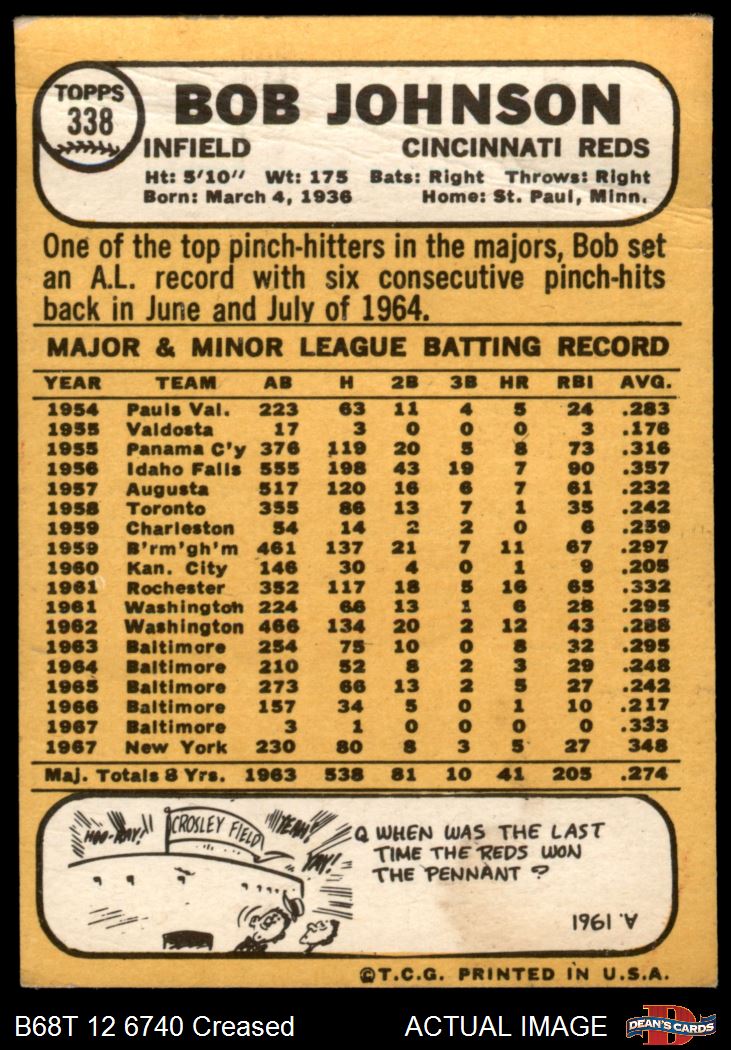 TOPPS
338
BOB JOHNSON
INFIELD CINCINNATI REDS
Ht: 5'10" Wt: 175 Bats: Right Throws: Right
Born: March 4, 1936 Home: St. Paul, Minn.
One of the top pinch-hitters in the majors, Bob set
an A.L. record with six consecutive pinch-hits
back in June and July of 1964.
MAJOR & MINOR LEAGUE BATTING RECORD
YEAR TEAM AB H 2B 3B HR RBI AVG.
1954 Pauls Val. 223 63 11 4 5 24 .283
1955 Valdosta 17 3 0 0 0 3 .176
1955 Panama C'y 376 119 20 5 8 73 .316
1956 Idaho Falls 555 198 43 19 7 90 .357
1957 Augusta 517 120 16 6 7 61 .232
1958 Toronto 355 86 13 7 1 35 .242
1959 Charleston 54 14 2 2 0 6 .259
1959 B'rm'gh'm 461 137 21 7 11 67 .297
1960 Kan. City 146 30 4 0 1 9 .205
1961 Rochester 352 117 18 5 16 65 .332
1961 Washington 224 66 13 1 6 28 .295
1962 Washington 466 134 20 2 12 43 .288
1963 Baltimore 254 75 10 0 8 32 .295
1964 Baltimore 210 52 8 2 3 29 .248
1965 Baltimore 273 66 13 2 5 27 .242
1966 Baltimore 157 34 5 0 1 10 .217
1967 Baltimore 3 1 0 0 0 0 .333
1967 New York 230 80 8 3 5 27 348
Maj. Totals 8 Yrs. 1963 538 81 10 41 205 .274
HOO-RAY!
CROSLEY FIELD
YEAH!
YAY!
Q WHEN WAS THE LAST
TIME THE REDS WON
THE PENNANT ?
A. 1961
©T.C.G. PRINTED IN U.S.A.
B68T 12 6740 Creased ACTUAL IMAGE
DEAN'S CARDS